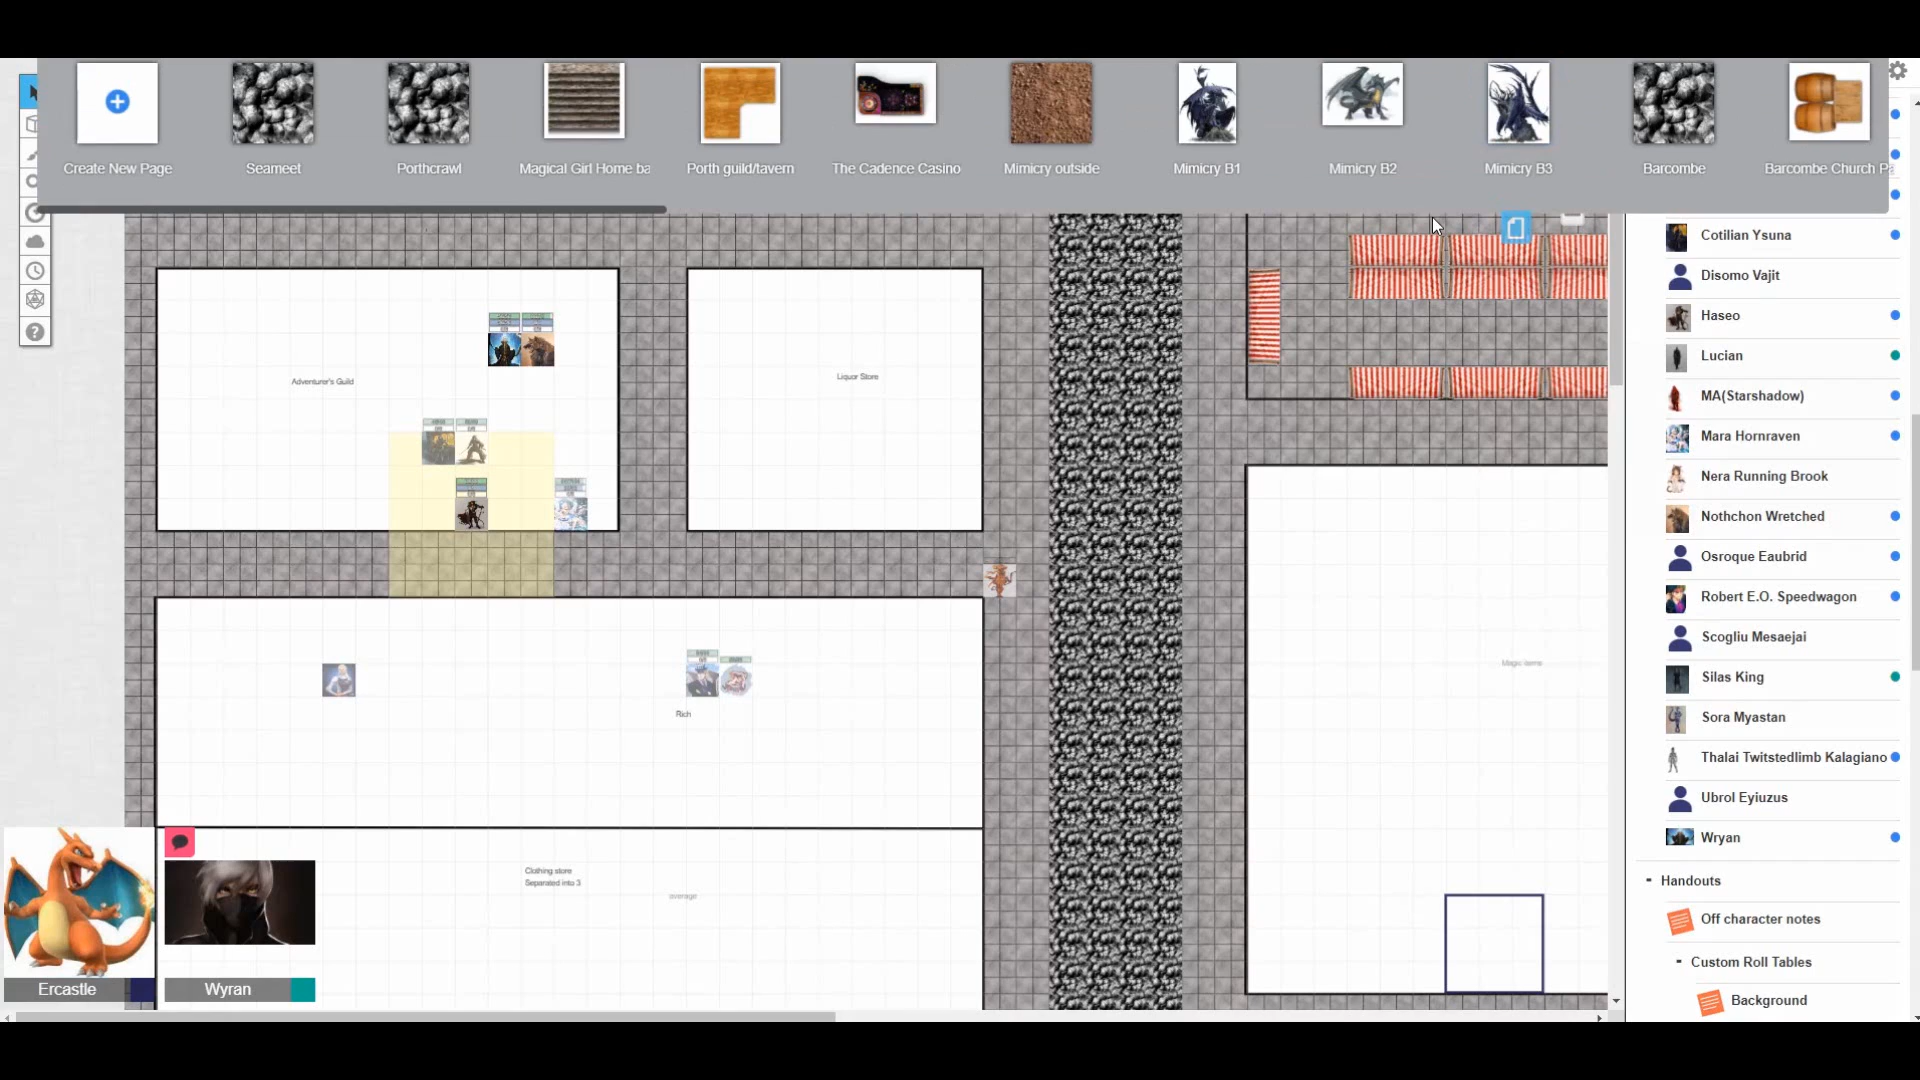 Create New Page
Seameet
Porthcrawl
Magical Girl Home ba
Porth guild/tavern
The Cadence Casino
Mimicry outside
Mimicry B1
Mimicry B2
Mimicry B3
Barcombe
Barcombe Church P
Adventurer's Guild
Liquor Store
Magic items
Rich
Clothing store
Separated into 3
average
Ercastle
Wyran
Cotilian Ysuna
Disomo Vajit
Haseo
Lucian
MA(Starshadow)
Mara Hornraven
Nera Running Brook
Nothchon Wretched
Osroque Eaubrid
Robert E.O. Speedwagon
Scogliu Mesaejai
Silas King
Sora Myastan
Thalai Twitstedlimb Kalagiano
Ubrol Eyiuzus
Wryan
Handouts
Off character notes
Custom Roll Tables
Background